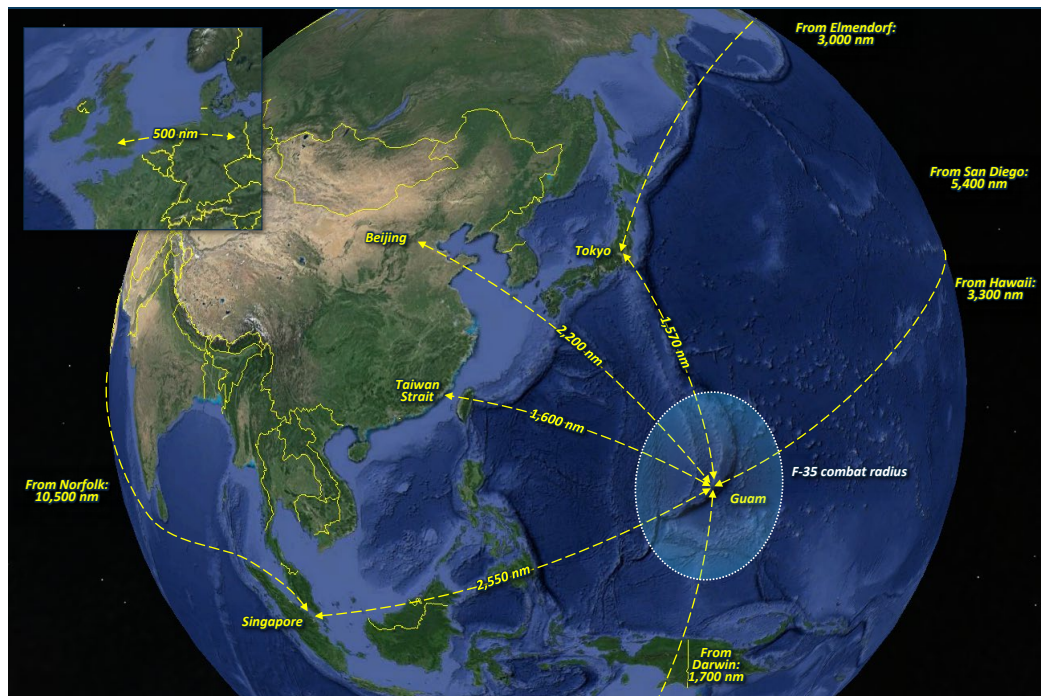 From Elmendorf:
3,000 nm
500 nm
From San Diego:
5,400 nm
Beijing
Tokyo
From Hawaii:
3,300 nm
1,570 nm
2,200 nm
Taiwan
Strait
1,600 nm
F-35 combat radius
From Norfolk:
10,500 nm
Guam
2,550 nm
Singapore
From
Darwin:
1,700 nm